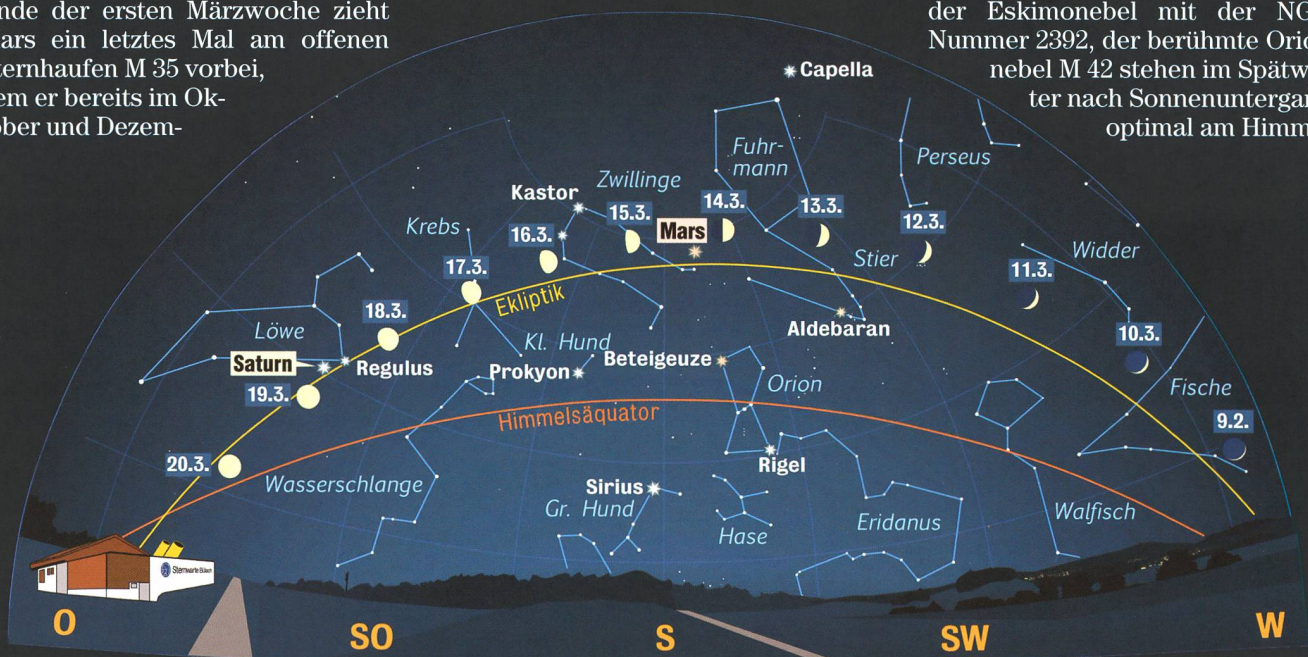 nde der ersten Märzwoche zieht
ars ein letztes Mal am offenen
ternhaufen M 35 vorbei,
em er bereits im Ok-
ober und Dezem-
der Eskimonebel mit der NG
Nummer 2392, der berühmte Orio
nebel M 42 stehen im Spätw
ter nach Sonnenuntergan
optimal am Himm
Capella
Fuhr-
mann
Perseus
Zwillinge
Kastor
Krebs
16.3.
15.3.
Mars
14.3.
13.3.
12.3.
Stier
Widder
11.3.
17.3.
Ekliptik
18.3.
Löwe
Saturn
Regulus
19.3.
Kl. Hund
Prokyon
Beteigeuze
Aldebaran
Orion
10.3.
Fische
9.2.
Himmelsäquator
20.3.
Wasserschlange
Rigel
Sirius
Gr. Hund
Hase
Eridanus
Walfisch
Sternwarte Bülach
O
SO
S
SW
W